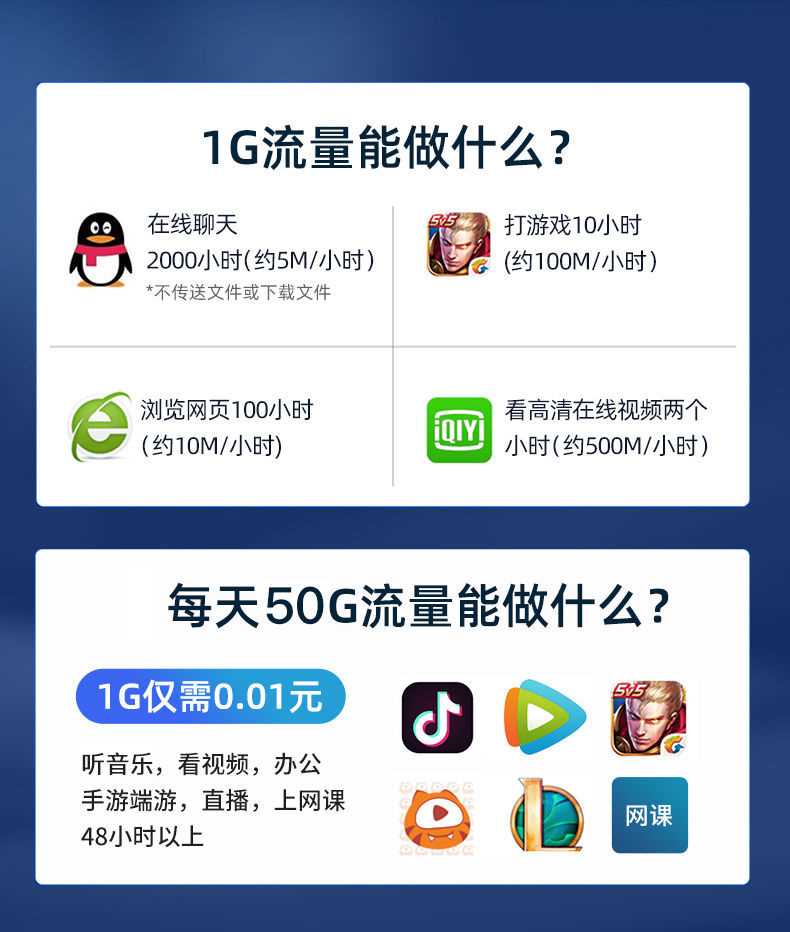 1G流量能做什么？
在线聊天
2000小时(约5M/小时)
*不传送文件或下载文件
5v5
打游戏10小时
(约100M/小时)
浏览网页100小时
(约10M/小时)
iQIYI
看高清在线视频两个
小时(约500M/小时)
每天50G流量能做什么？
1G仅需0.01元
5v5
听音乐，看视频，办公
手游端游，直播，上网课
48小时以上
网课